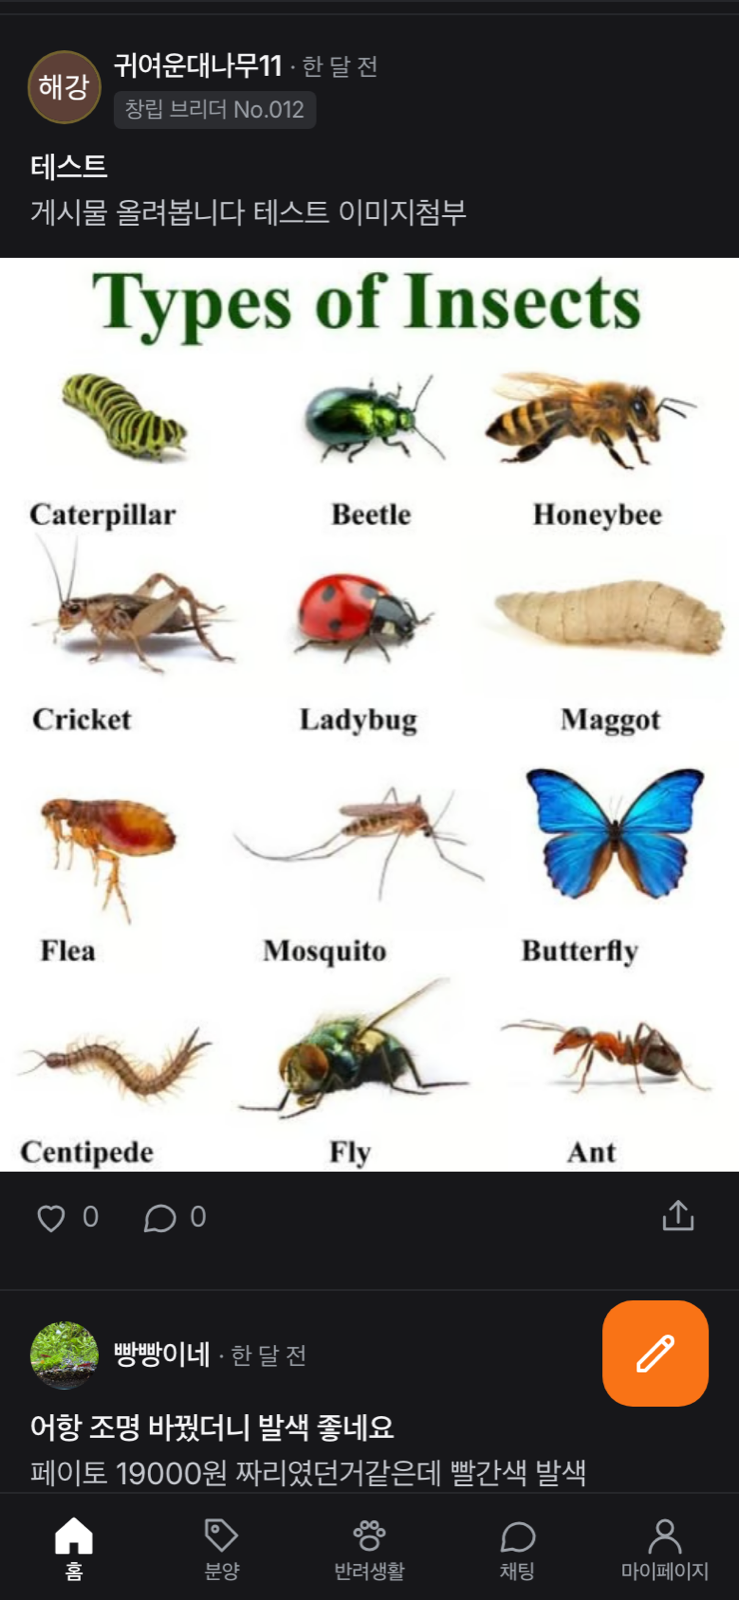 해강
귀여운대나무11 · 한 달 전
창립 브리더 No.012
테스트
게시물 올려봅니다 테스트 이미지첨부
Types of Insects
Caterpillar Beetle Honeybee
Cricket Ladybug Maggot
Flea Mosquito Butterfly
Centipede Fly Ant
0 0
빵빵이네 · 한 달 전
어항 조명 바꿨더니 발색 좋네요
페이토 19000원 짜리였던거같은데 빨간색 발색
홈 분양 반려생활 채팅 마이페이지